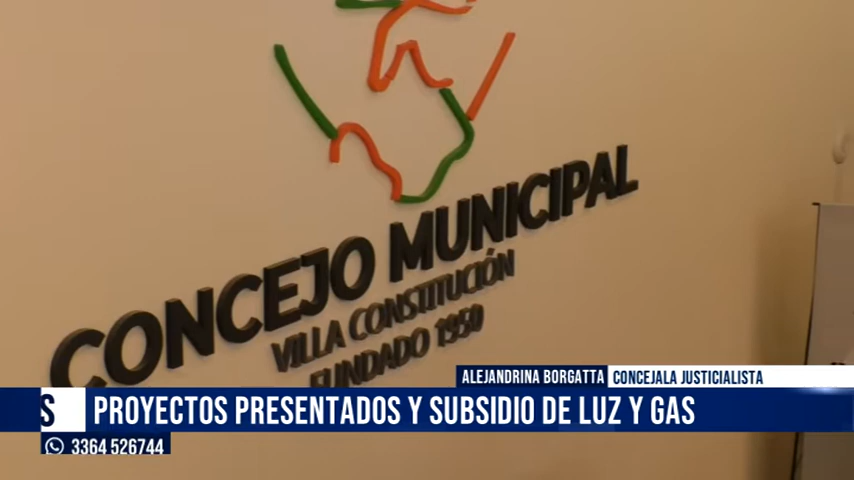 CONCEJO MUNICIPAL
VILLA CONSTITUCIÓN
FUNDADO 1950
ALEJANDRINA BORGATTA CONCEJALA JUSTICIALISTA
S PROYECTOS PRESENTADOS Y SUBSIDIO DE LUZ Y GAS
3364 526744